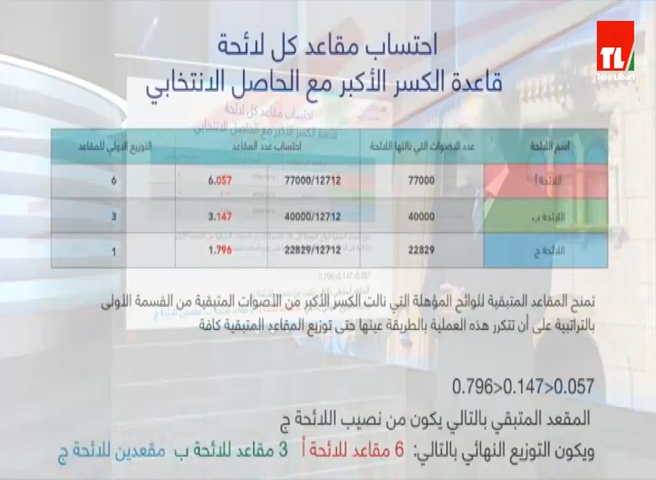 احتساب مقاعد كل لائحة
قاعدة الكسر الأكبر مع الحاصل الانتخابي
TL
Télé Liban
اسم اللائحة عدد الاصوات التي نالتها اللائحة احتساب عدد المقاعد التوزيع الاولي للمقاعد
اللائحة أ 77000 77000/12712 6.057 6
اللائحة ب 40000 40000/12712 3.147 3
اللائحة ج 22829 22829/12712 1.796 1
تمنح المقاعد المتبقية للوائح المؤهلة التي نالت الكسر الأكبر من الأصوات المتبقية من القسمة الأولى
بالتراتبية على أن تتكرر هذه العملية بالطريقة عينها حتى توزيع المقاعد المتبقية كافة
0.796>0.147>0.057
المقعد المتبقي بالتالي يكون من نصيب اللائحة ج
ويكون التوزيع النهائي بالتالي: 6 مقاعد للائحة أ 3 مقاعد للائحة ب مقعدين للائحة ج